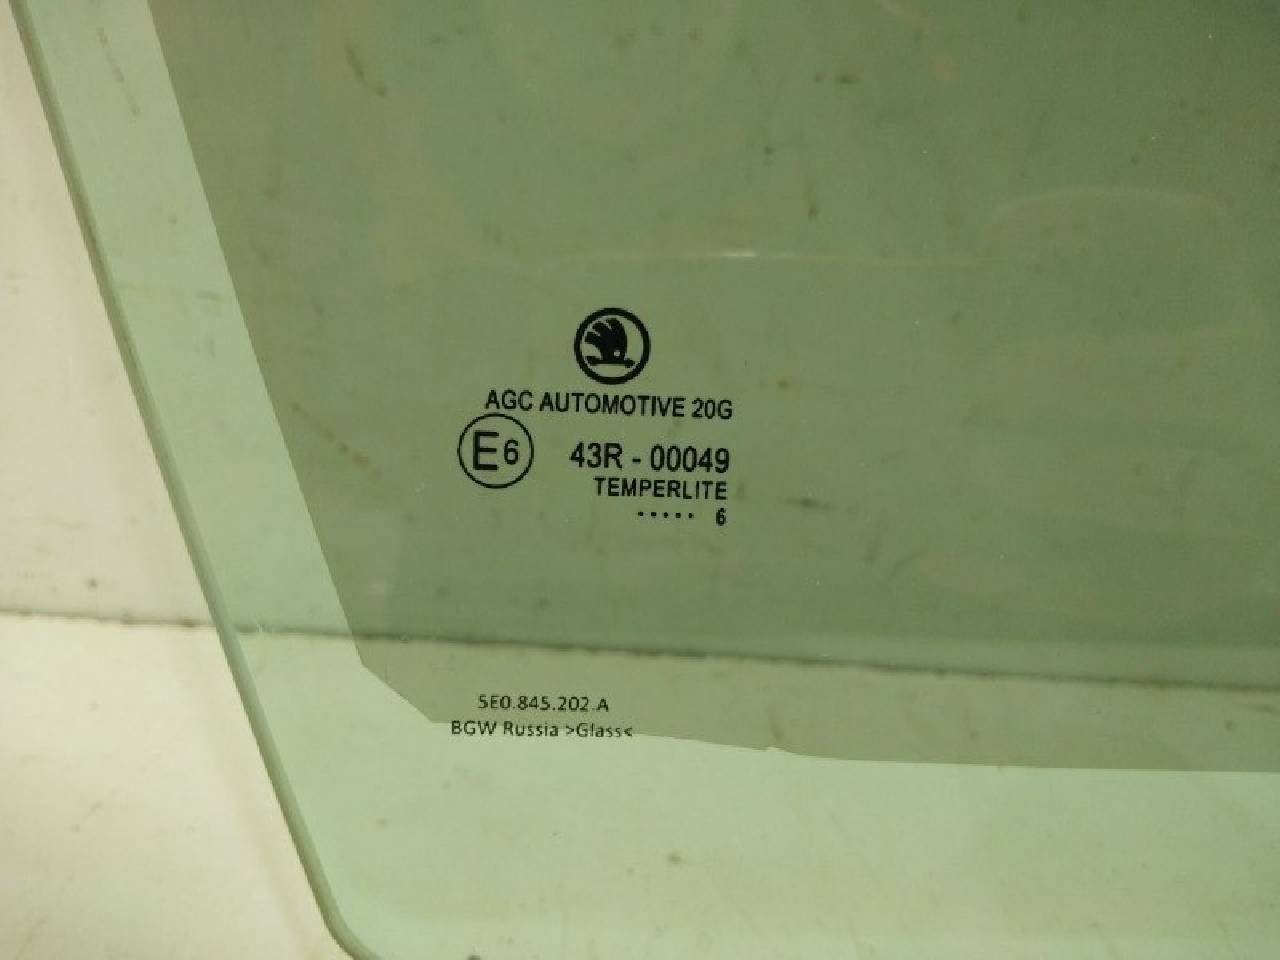 AGC AUTOMOTIVE 20G
E6 43R - 00049
TEMPERLITE
..... 6
5E0.845.202.A
BGW Russia >Glass<